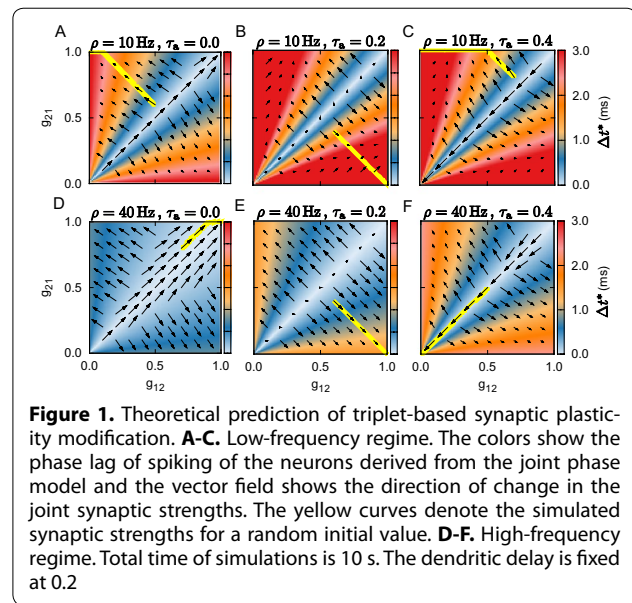 A
B
C
ρ = 10 Hz, τa = 0.0
ρ = 10 Hz, τa = 0.2
ρ = 10 Hz, τa = 0.4
1.0
0.5
0.0
g21
3.0
2.0
1.0
0.0
Δt* (ms)
D
E
F
ρ = 40 Hz, τa = 0.0
ρ = 40 Hz, τa = 0.2
ρ = 40 Hz, τa = 0.4
1.0
0.5
0.0
g21
3.0
2.0
1.0
0.0
Δt* (ms)
0.0 0.5 1.0
0.0 0.5 1.0
0.0 0.5 1.0
g12
g12
g12
Figure 1. Theoretical prediction of triplet-based synaptic plastic-
ity modification. A-C. Low-frequency regime. The colors show the
phase lag of spiking of the neurons derived from the joint phase
model and the vector field shows the direction of change in the
joint synaptic strengths. The yellow curves denote the simulated
synaptic strengths for a random initial value. D-F. High-frequency
regime. Total time of simulations is 10 s. The dendritic delay is fixed
at 0.2